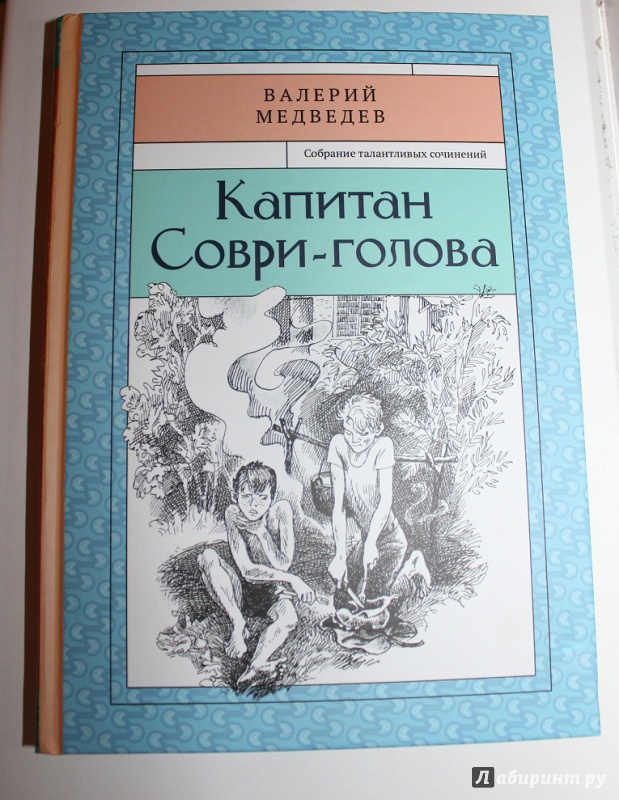 ВАЛЕРИЙ
МЕДВЕДЕВ
Собрание талантливых сочинений
Капитан
Соври-голова
Лабиринт.ру